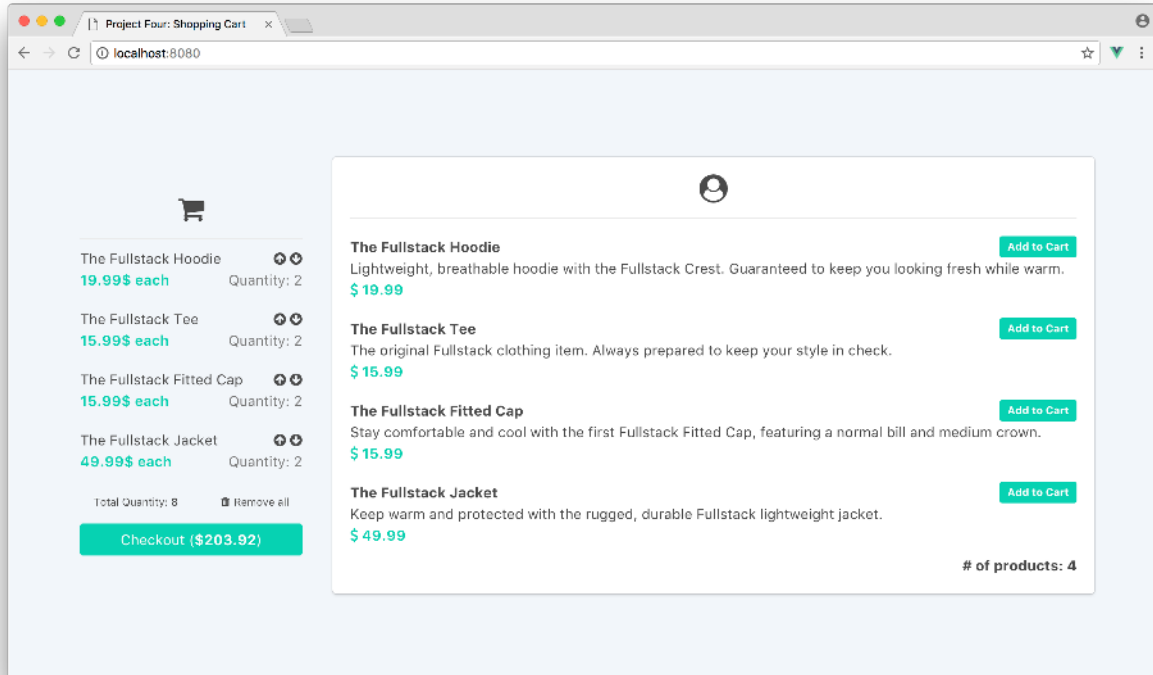 Project Four: Shopping Cart
localhost:8080
The Fullstack Hoodie
19.99$ each Quantity: 2
The Fullstack Tee
15.99$ each Quantity: 2
The Fullstack Fitted Cap
15.99$ each Quantity: 2
The Fullstack Jacket
49.99$ each Quantity: 2
Total Quantity: 8 Remove all
Checkout ($203.92)
The Fullstack Hoodie Add to Cart
Lightweight, breathable hoodie with the Fullstack Crest. Guaranteed to keep you looking fresh while warm.
$ 19.99
The Fullstack Tee Add to Cart
The original Fullstack clothing item. Always prepared to keep your style in check.
$ 15.99
The Fullstack Fitted Cap Add to Cart
Stay comfortable and cool with the first Fullstack Fitted Cap, featuring a normal bill and medium crown.
$ 15.99
The Fullstack Jacket Add to Cart
Keep warm and protected with the rugged, durable Fullstack lightweight jacket.
$ 49.99
# of products: 4